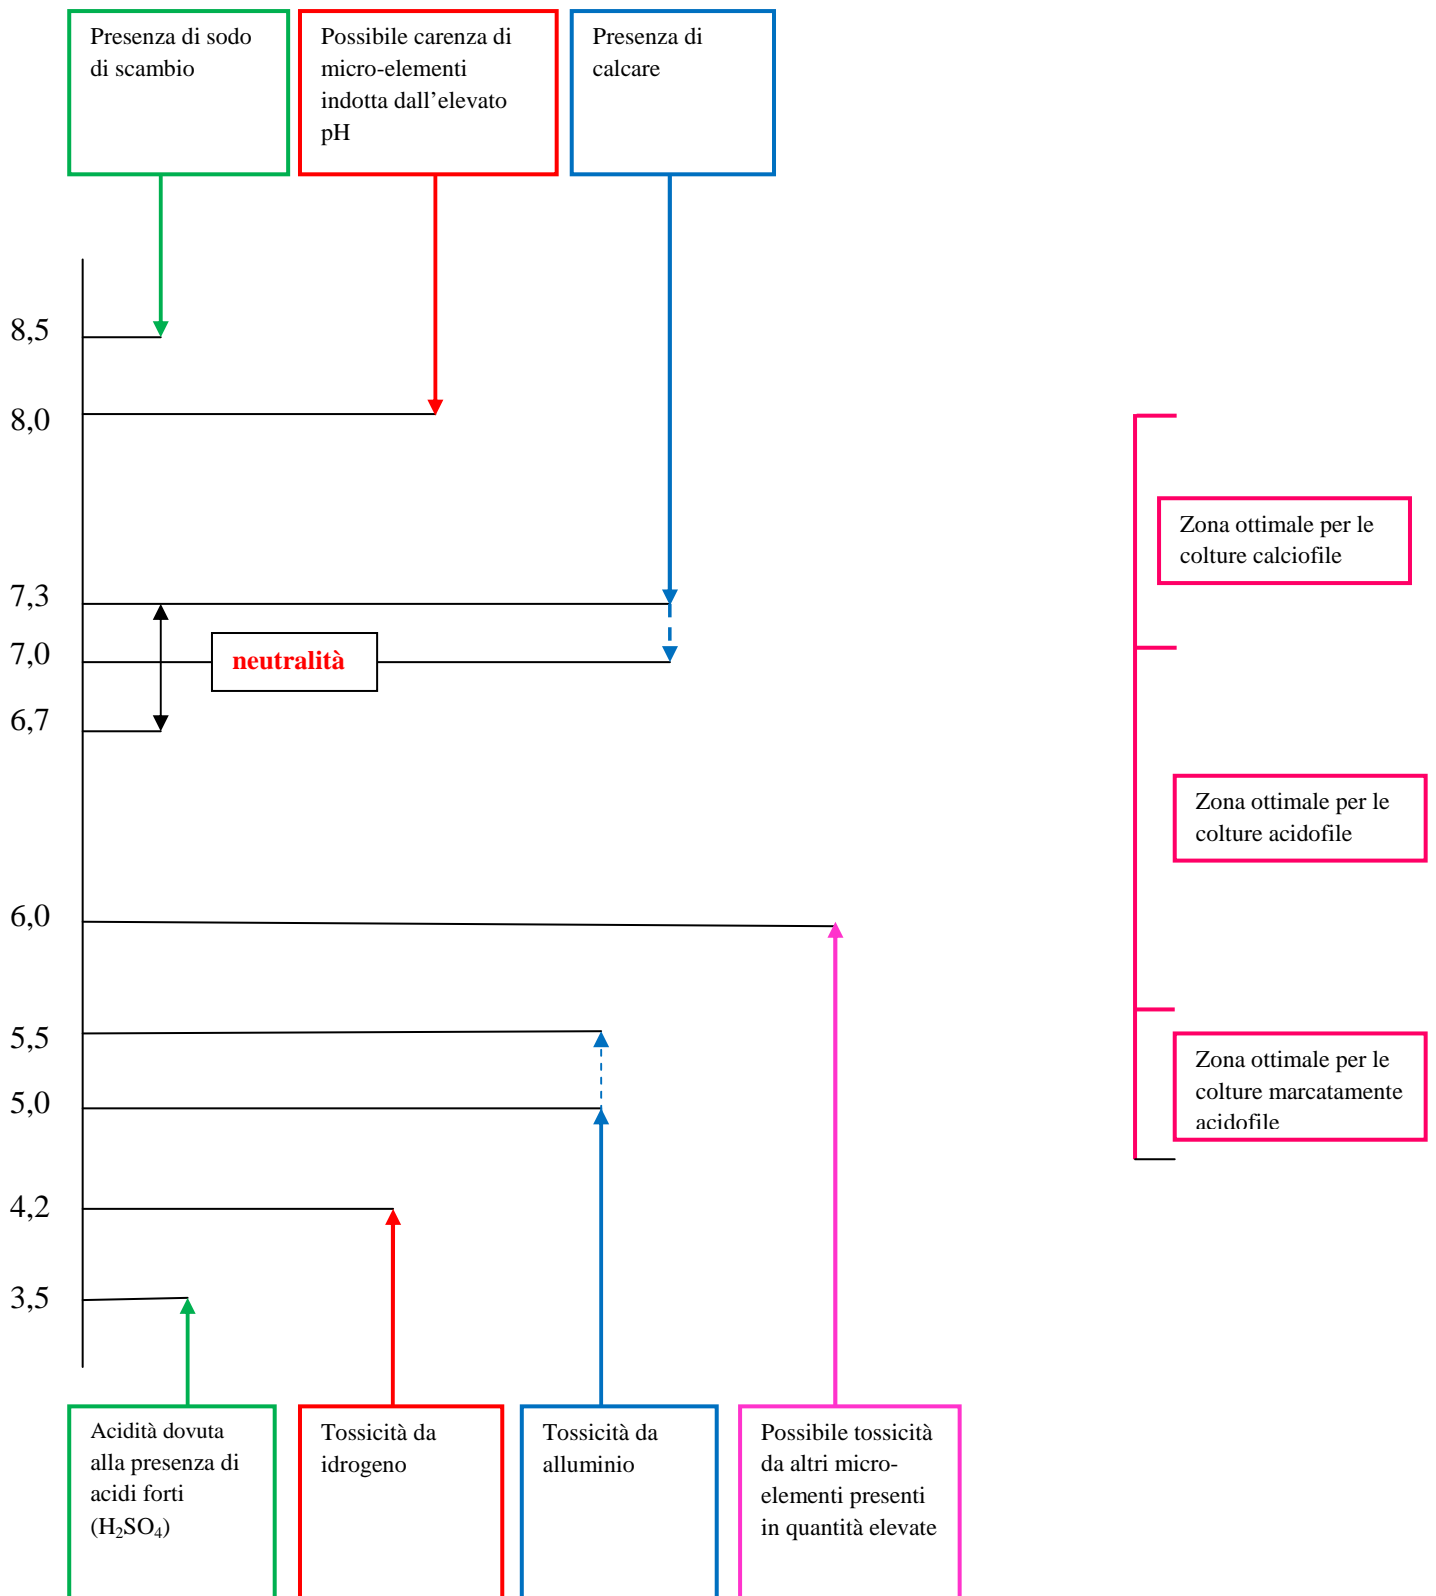 Presenza di sodo
di scambio
Possibile carenza di
micro-elementi
indotta dall’elevato
pH
Presenza di
calcare
8,5
8,0
7,3
7,0
6,7
6,0
5,5
5,0
4,2
3,5
neutralità
Zona ottimale per le
colture calciofile
Zona ottimale per le
colture acidofile
Zona ottimale per le
colture marcatamente
acidofile
Acidità dovuta
alla presenza di
acidi forti
(H₂SO₄)
Tossicità da
idrogeno
Tossicità da
alluminio
Possibile tossicità
da altri micro-
elementi presenti
in quantità elevate